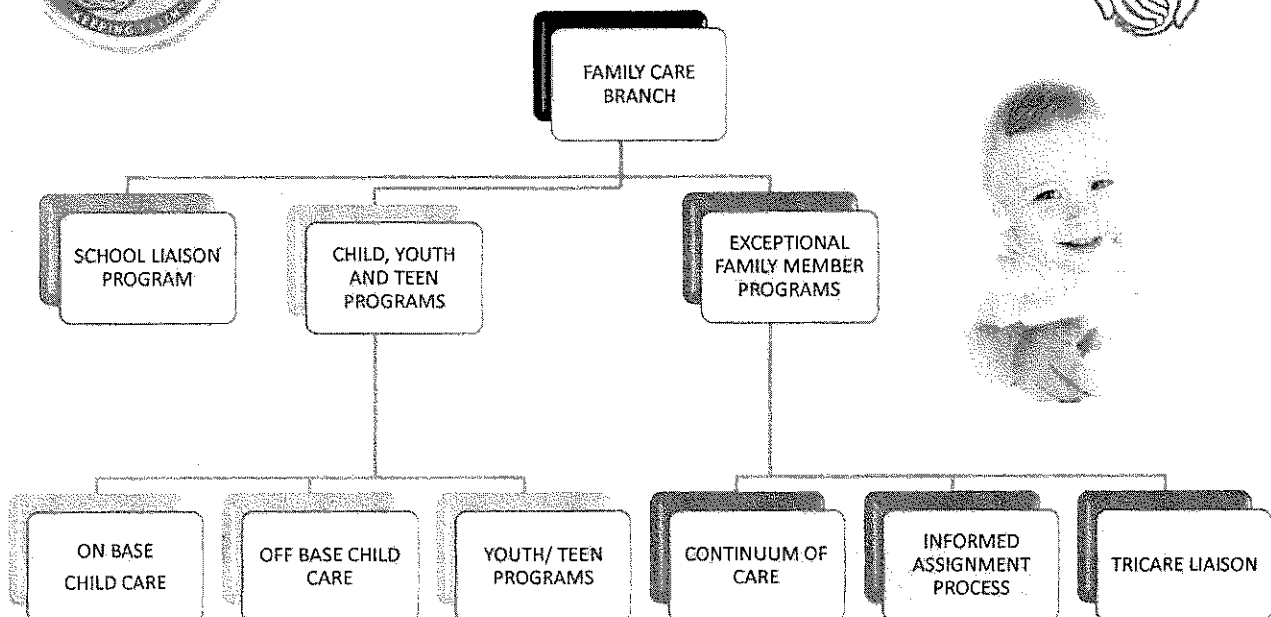 FAMILY CARE
BRANCH
SCHOOL LIAISON
PROGRAM
CHILD, YOUTH
AND TEEN
PROGRAMS
EXCEPTIONAL
FAMILY MEMBER
PROGRAMS
ON BASE
CHILD CARE
OFF BASE CHILD
CARE
YOUTH/ TEEN
PROGRAMS
CONTINUUM OF
CARE
INFORMED
ASSIGNMENT
PROCESS
TRICARE LIAISON